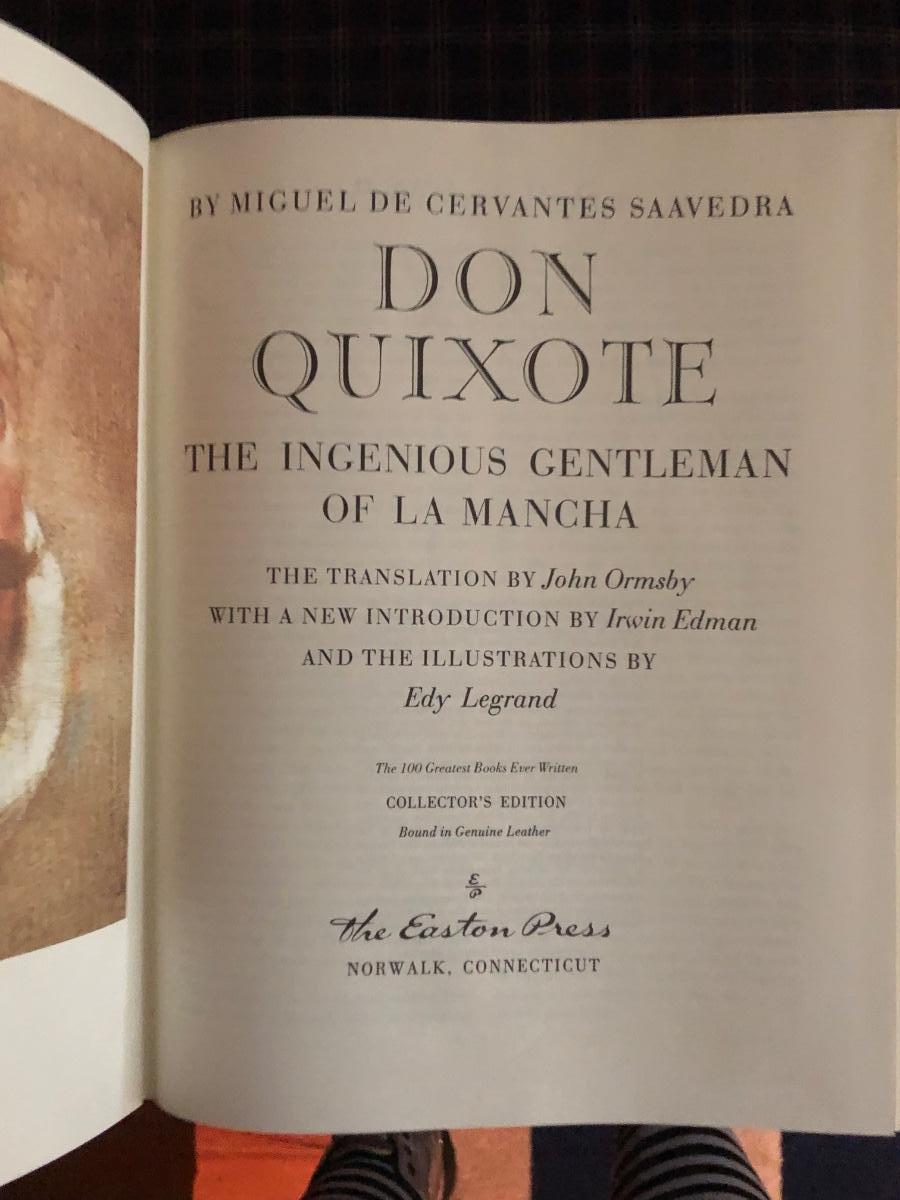 BY MIGUEL DE CERVANTES SAAVEDRA
DON
QUIXOTE
THE INGENIOUS GENTLEMAN
OF LA MANCHA
THE TRANSLATION BY John Ormsby
WITH A NEW INTRODUCTION BY Irwin Edman
AND THE ILLUSTRATIONS BY
Edy Legrand
The 100 Greatest Books Ever Written
COLLECTOR'S EDITION
Bound in Genuine Leather
E
P
The Easton Press
NORWALK, CONNECTICUT